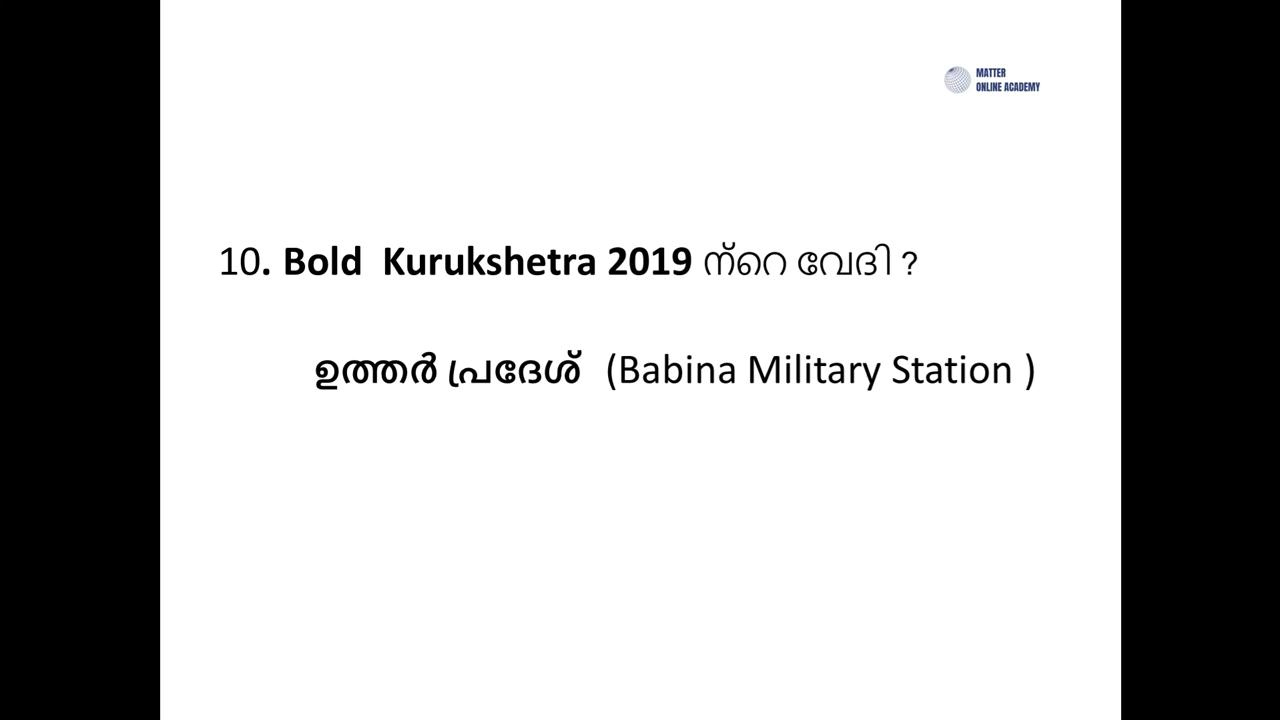 MATTER
ONLINE ACADEMY
10. Bold Kurukshetra 2019 ന്റെ വേദി ?
ഉത്തർ പ്രദേശ് (Babina Military Station )